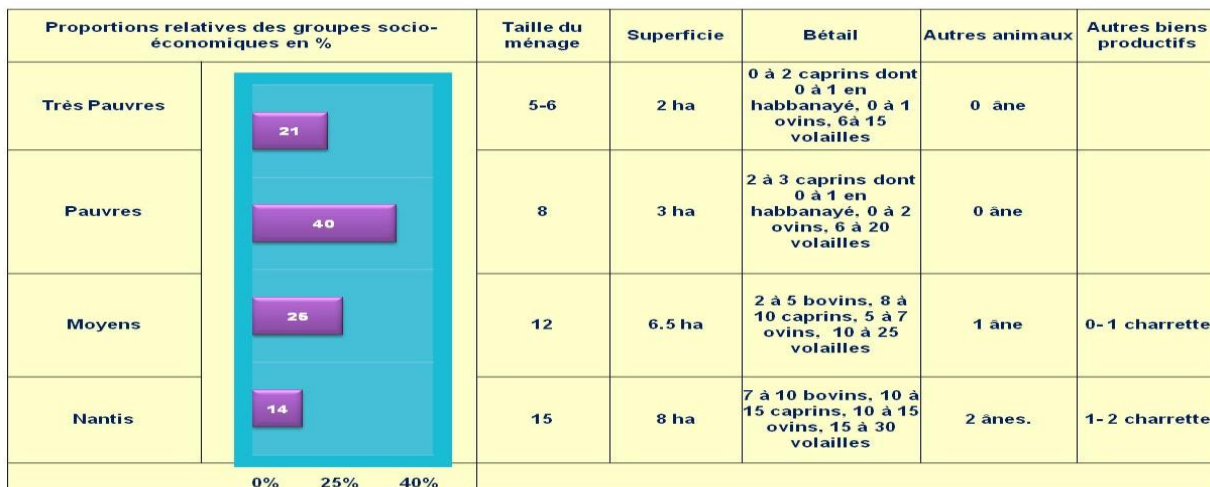 Proportions relatives des groupes socio-
économiques en %
Taille du
ménage
Superficie
Bétail
Autres animaux
Autres biens
productifs
Très Pauvres
21
5-6
2 ha
0 à 2 caprins dont
0 à 1 en
habbanayé, 0 à 1
ovins, 6à 15
volailles
0 âne
Pauvres
40
8
3 ha
2 à 3 caprins dont
0 à 1 en
habbanayé, 0 à 2
ovins, 6 à 20
volailles
0 âne
Moyens
25
12
6.5 ha
2 à 5 bovins, 8 à
10 caprins, 5 à 7
ovins, 10 à 25
volailles
1 âne
0-1 charrette
Nantis
14
15
8 ha
7 à 10 bovins, 10 à
15 caprins, 10 à 15
ovins, 15 à 30
volailles
2 ânes.
1-2 charrette
0% 25% 40%